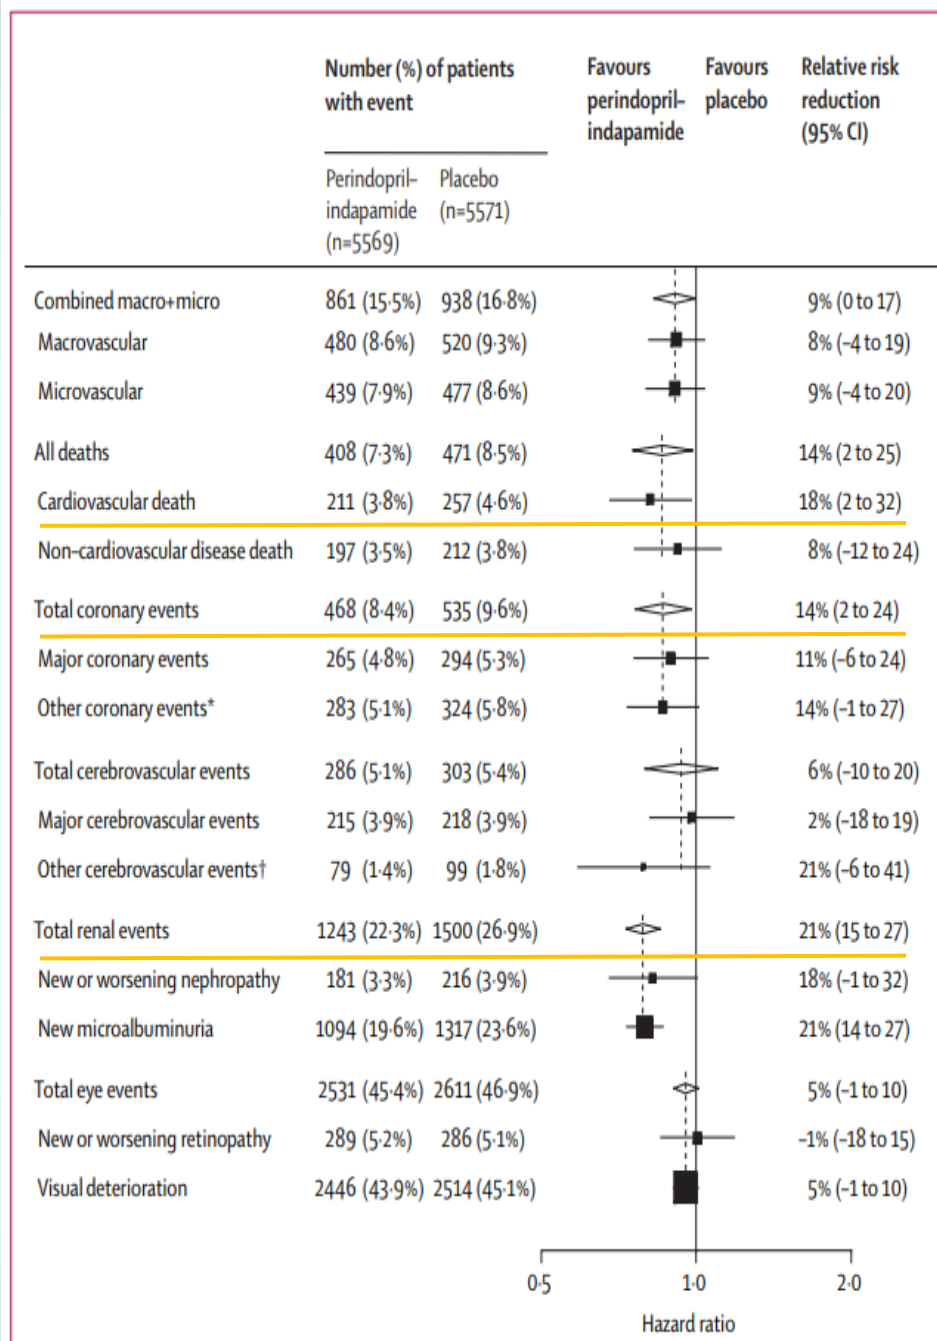 Number (%) of patients with event
Favours perindopril–indapamide
Favours placebo
Relative risk reduction (95% CI)
Perindopril–indapamide (n=5569)
Placebo (n=5571)
Combined macro+micro 861 (15·5%) 938 (16·8%) 9% (0 to 17)
Macrovascular 480 (8·6%) 520 (9·3%) 8% (–4 to 19)
Microvascular 439 (7·9%) 477 (8·6%) 9% (–4 to 20)
All deaths 408 (7·3%) 471 (8·5%) 14% (2 to 25)
Cardiovascular death 211 (3·8%) 257 (4·6%) 18% (2 to 32)
Non–cardiovascular disease death 197 (3·5%) 212 (3·8%) 8% (–12 to 24)
Total coronary events 468 (8·4%) 535 (9·6%) 14% (2 to 24)
Major coronary events 265 (4·8%) 294 (5·3%) 11% (–6 to 24)
Other coronary events* 283 (5·1%) 324 (5·8%) 14% (–1 to 27)
Total cerebrovascular events 286 (5·1%) 303 (5·4%) 6% (–10 to 20)
Major cerebrovascular events 215 (3·9%) 218 (3·9%) 2% (–18 to 19)
Other cerebrovascular events† 79 (1·4%) 99 (1·8%) 21% (–6 to 41)
Total renal events 1243 (22·3%) 1500 (26·9%) 21% (15 to 27)
New or worsening nephropathy 181 (3·3%) 216 (3·9%) 18% (–1 to 32)
New microalbuminuria 1094 (19·6%) 1317 (23·6%) 21% (14 to 27)
Total eye events 2531 (45·4%) 2611 (46·9%) 5% (–1 to 10)
New or worsening retinopathy 289 (5·2%) 286 (5·1%) –1% (–18 to 15)
Visual deterioration 2446 (43·9%) 2514 (45·1%) 5% (–1 to 10)
0·5 1·0 2·0
Hazard ratio